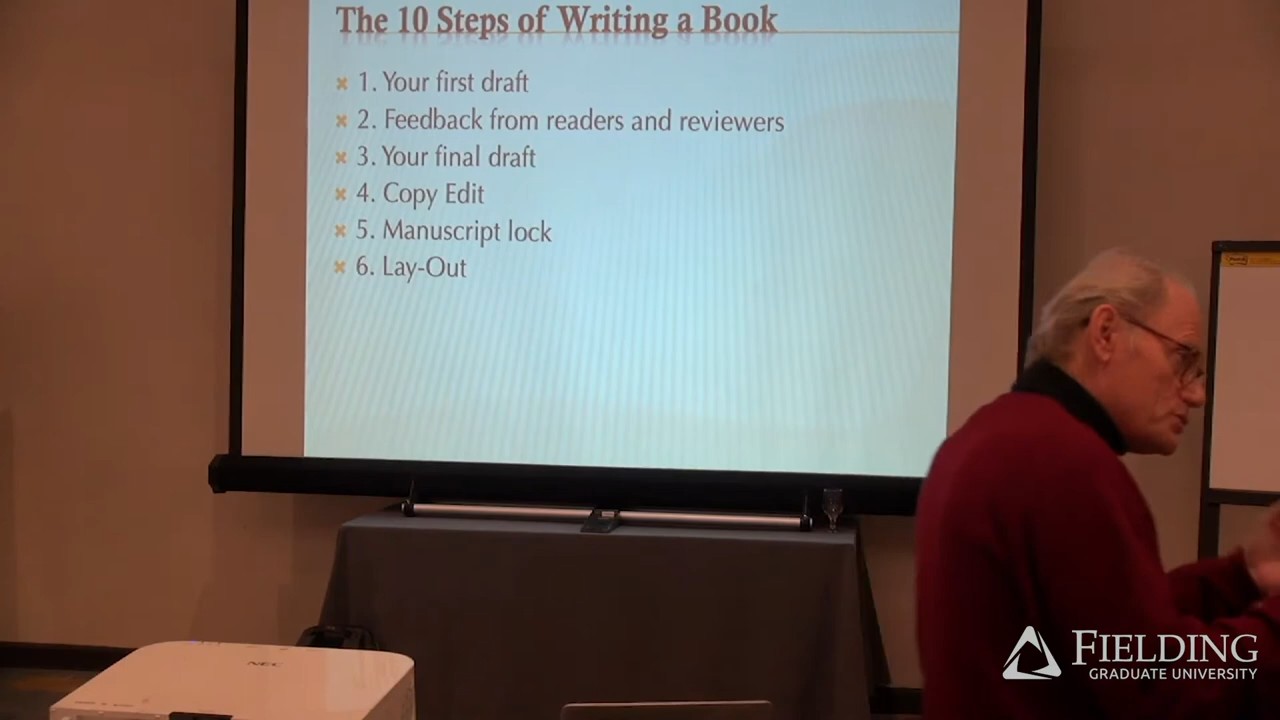 The 10 Steps of Writing a Book
1. Your first draft
2. Feedback from readers and reviewers
3. Your final draft
4. Copy Edit
5. Manuscript lock
6. Lay-Out
NEC
FIELDING
GRADUATE UNIVERSITY